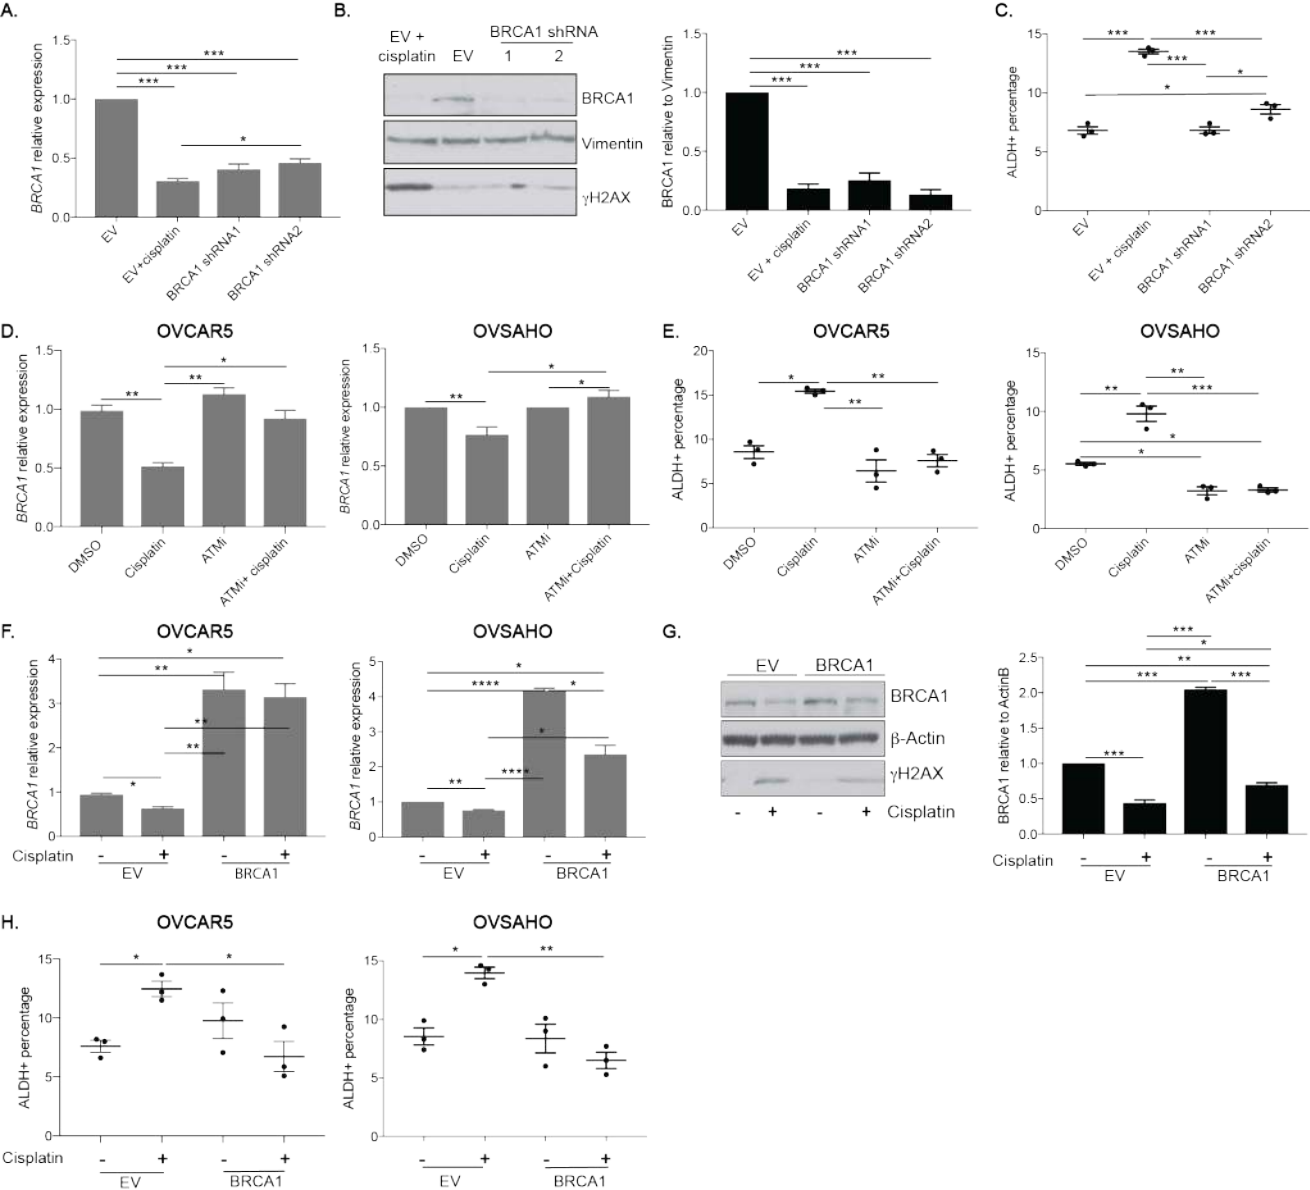 A.
BRCA1 relative expression
1.5
1.0
0.5
0.0
***
***
***
*
EV
EV+cisplatin
BRCA1 shRNA1
BRCA1 shRNA2
B.
EV +
cisplatin
EV
BRCA1 shRNA
1 2
BRCA1
Vimentin
γH2AX
BRCA1 relative to Vimentin
1.5
1.0
0.5
0.0
***
***
***
EV
EV + cisplatin
BRCA1 shRNA1
BRCA1 shRNA2
C.
ALDH+ percentage
15
10
5
0
*** ***
***
*
*
EV
EV + cisplatin
BRCA1 shRNA1
BRCA1 shRNA2
D.
OVCAR5
BRCA1 relative expression
1.5
1.0
0.5
0.0
*
**
**
DMSO
Cisplatin
ATMi
ATMi+ cisplatin
OVSAHO
BRCA1 relative expression
1.5
1.0
0.5
0.0
*
*
**
DMSO
Cisplatin
ATMi
ATMi+Cisplatin
E.
OVCAR5
ALDH+ percentage
20
15
10
5
0
* **
**
DMSO
Cisplatin
ATMi
ATMi+Cisplatin
OVSAHO
ALDH+ percentage
15
10
5
0
**
** ***
*
*
DMSO
Cisplatin
ATMi
ATMi+cisplatin
F.
OVCAR5
BRCA1 relative expression
4
3
2
1
0
*
**
**
**
*
Cisplatin - + - +
EV BRCA1
OVSAHO
BRCA1 relative expression
5
4
3
2
1
0
*
**** *
*
****
**
- + - +
EV BRCA1
G.
EV BRCA1
BRCA1
β-Actin
γH2AX
- + - + Cisplatin
BRCA1 relative to ActinB
2.5
2.0
1.5
1.0
0.5
0.0
***
*
**
*** ***
***
Cisplatin - + - +
EV BRCA1
H.
OVCAR5
ALDH+ percentage
15
10
5
0
* *
Cisplatin - + - +
EV BRCA1
OVSAHO
ALDH+ percentage
15
10
5
0
* **
- + - +
EV BRCA1